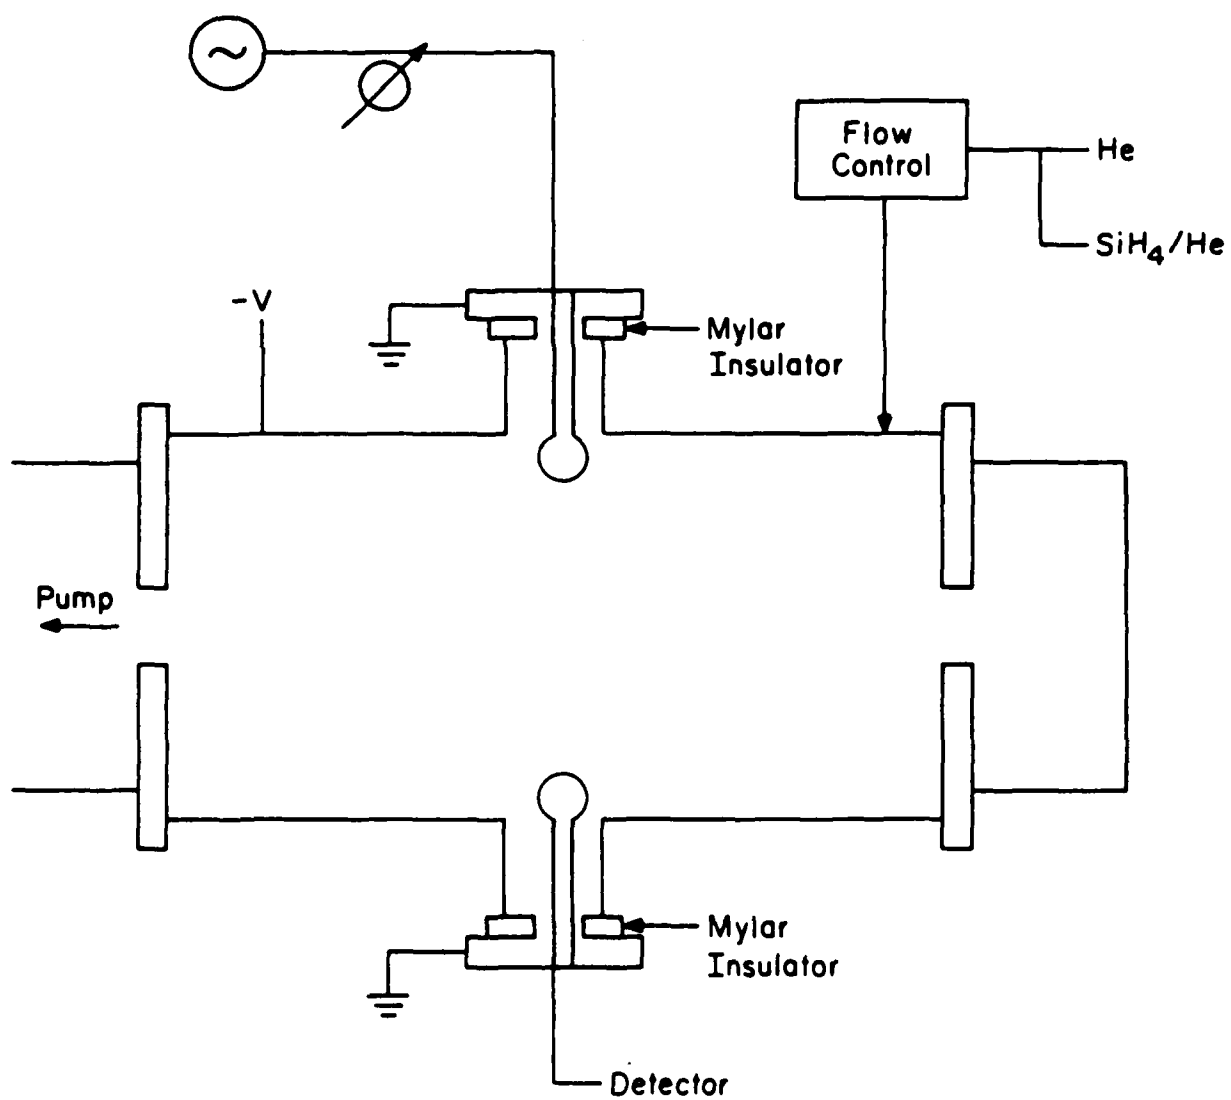 Flow
Control
He
SiH4/He
-V
Mylar
Insulator
Pump
Mylar
Insulator
Detector